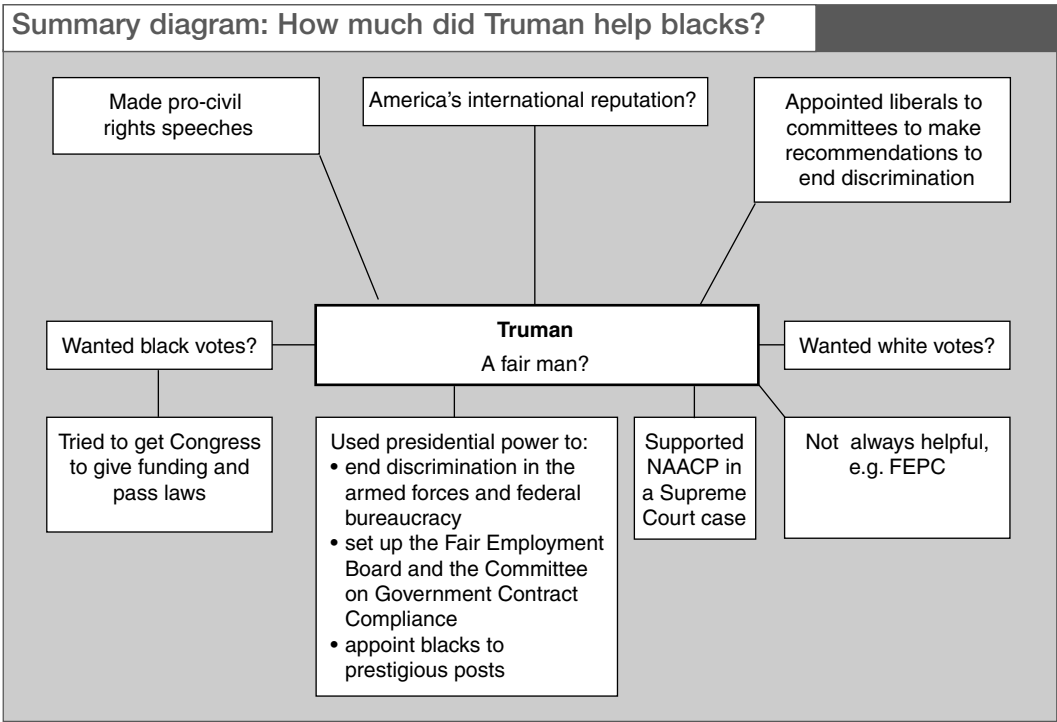 Summary diagram: How much did Truman help blacks?
Made pro-civil
rights speeches
America's international reputation?
Appointed liberals to
committees to make
recommendations to
end discrimination
Wanted black votes?
Truman
A fair man?
Wanted white votes?
Tried to get Congress
to give funding and
pass laws
Used presidential power to:
• end discrimination in the
armed forces and federal
bureaucracy
• set up the Fair Employment
Board and the Committee
on Government Contract
Compliance
• appoint blacks to
prestigious posts
Supported
NAACP in
a Supreme
Court case
Not always helpful,
e.g. FEPC